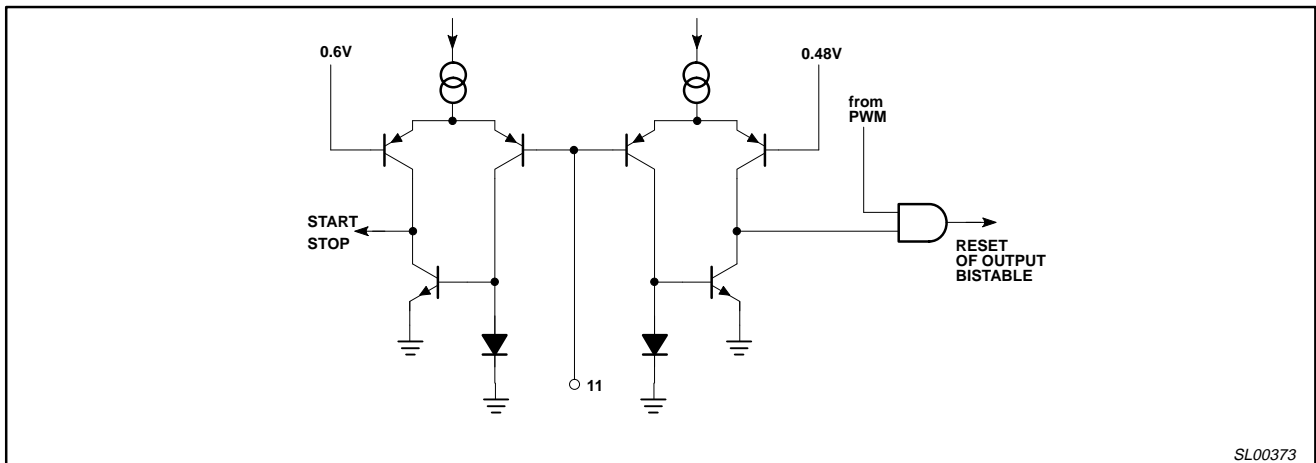 0.6V
0.48V
from
PWM
START
STOP
RESET
OF OUTPUT
BISTABLE
11
SL00373